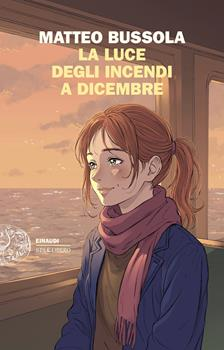 MATTEO BUSSOLA
LA LUCE
DEGLI INCENDI
A DICEMBRE
EINAUDI
STILE LIBERO